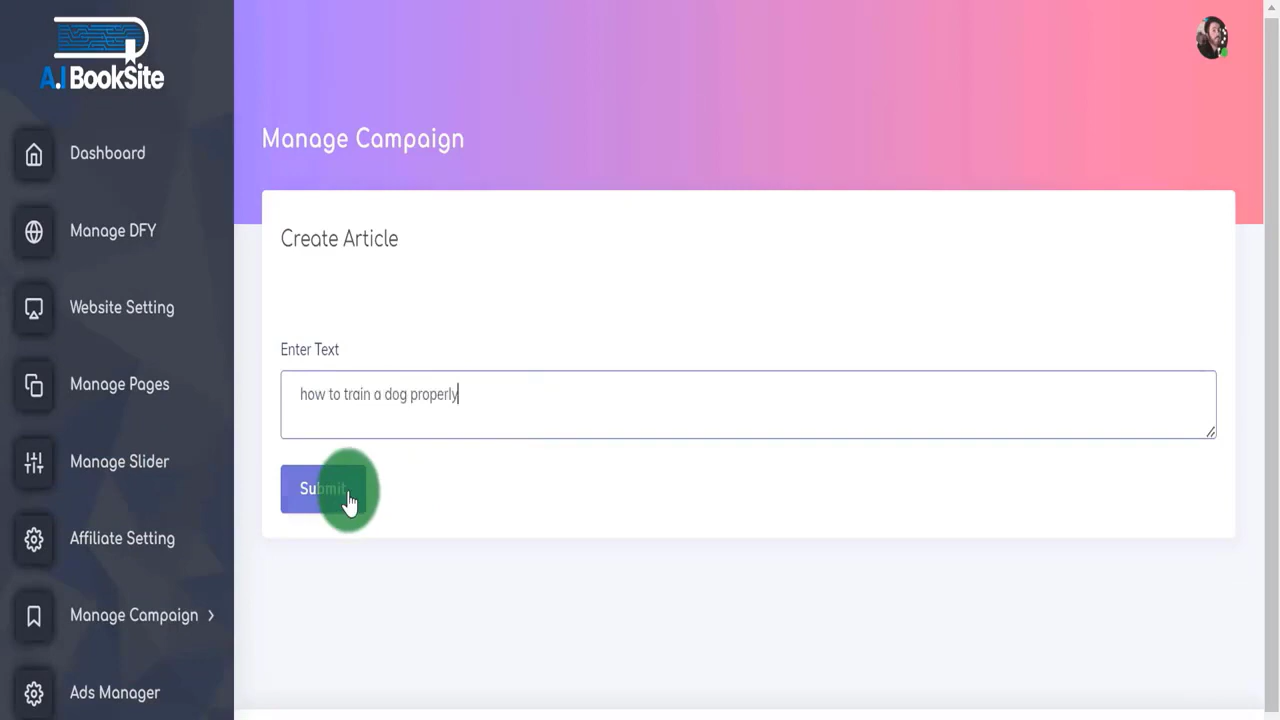 A.I BookSite
Dashboard
Manage DFY
Website Setting
Manage Pages
Manage Slider
Affiliate Setting
Manage Campaign
Ads Manager
Manage Campaign
Create Article
Enter Text
how to train a dog properly
Submit